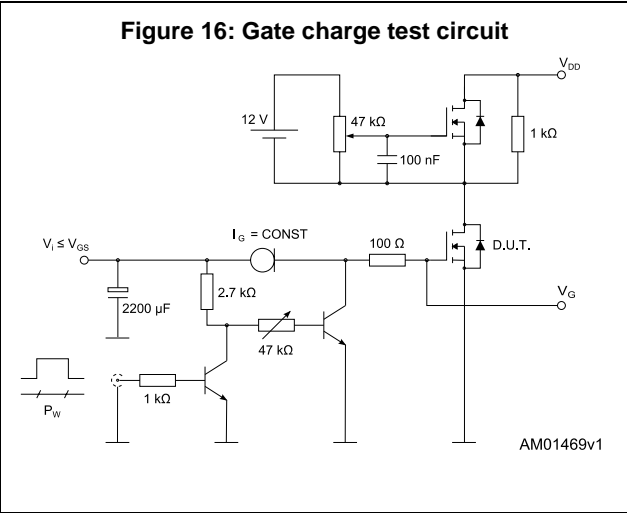 Figure 16: Gate charge test circuit
V_DD
12 V
47 kΩ
1 kΩ
100 nF
I_G = CONST
V_i ≤ V_GS
100 Ω
D.U.T.
2.7 kΩ
2200 μF
V_G
47 kΩ
1 kΩ
P_W
AM01469v1